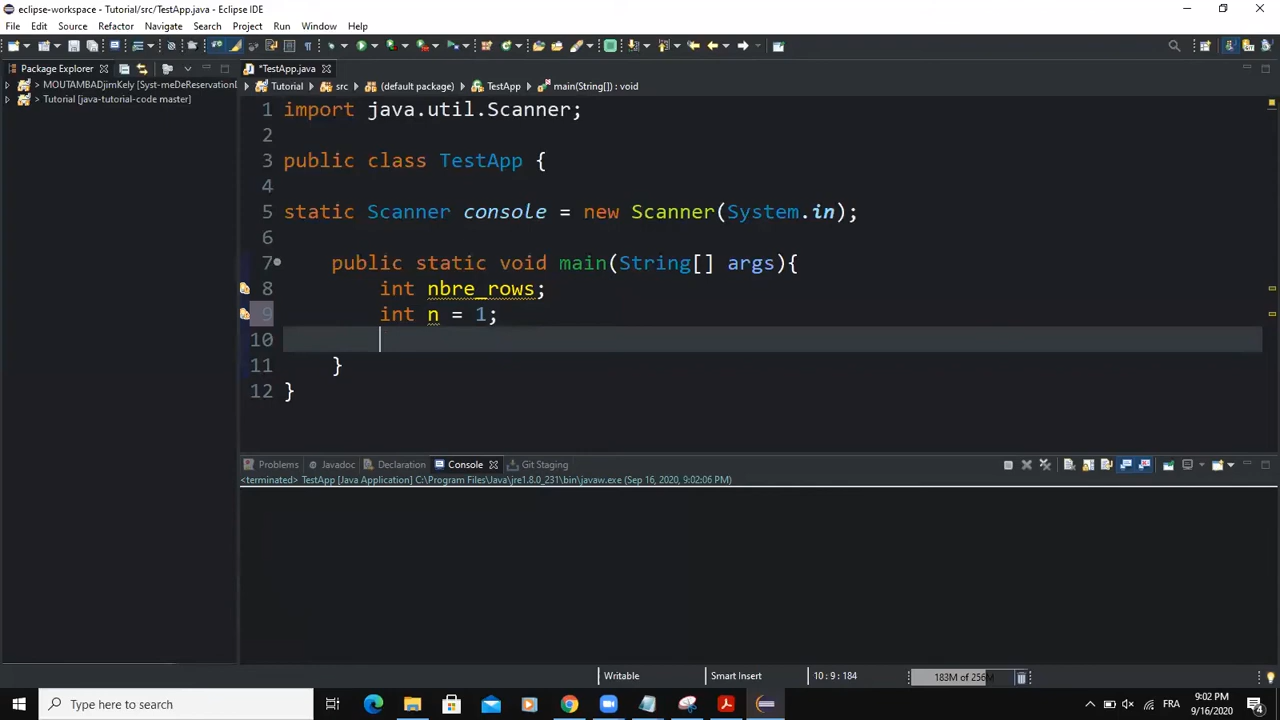 eclipse-workspace - Tutorial/src/TestApp.java - Eclipse IDE
File Edit Source Refactor Navigate Search Project Run Window Help
Package Explorer
*TestApp.java
> MOUTAMBADjimKely [Syst-meDeReservationD
> Tutorial [java-tutorial-code master]
Tutorial src (default package) TestApp main(String[]) : void
1 import java.util.Scanner;
2
3 public class TestApp {
4
5 static Scanner console = new Scanner(System.in);
6
7 public static void main(String[] args){
8 int nbre_rows;
9 int n = 1;
10
11 }
12 }
Problems Javadoc Declaration Console Git Staging
<terminated> TestApp [Java Application] C:\Program Files\Java\jre1.8.0_231\bin\javaw.exe (Sep 16, 2020, 9:02:06 PM)
Writable Smart Insert 10 : 9 : 184 183M of 256M
Type here to search
FRA
9:02 PM
9/16/2020
4